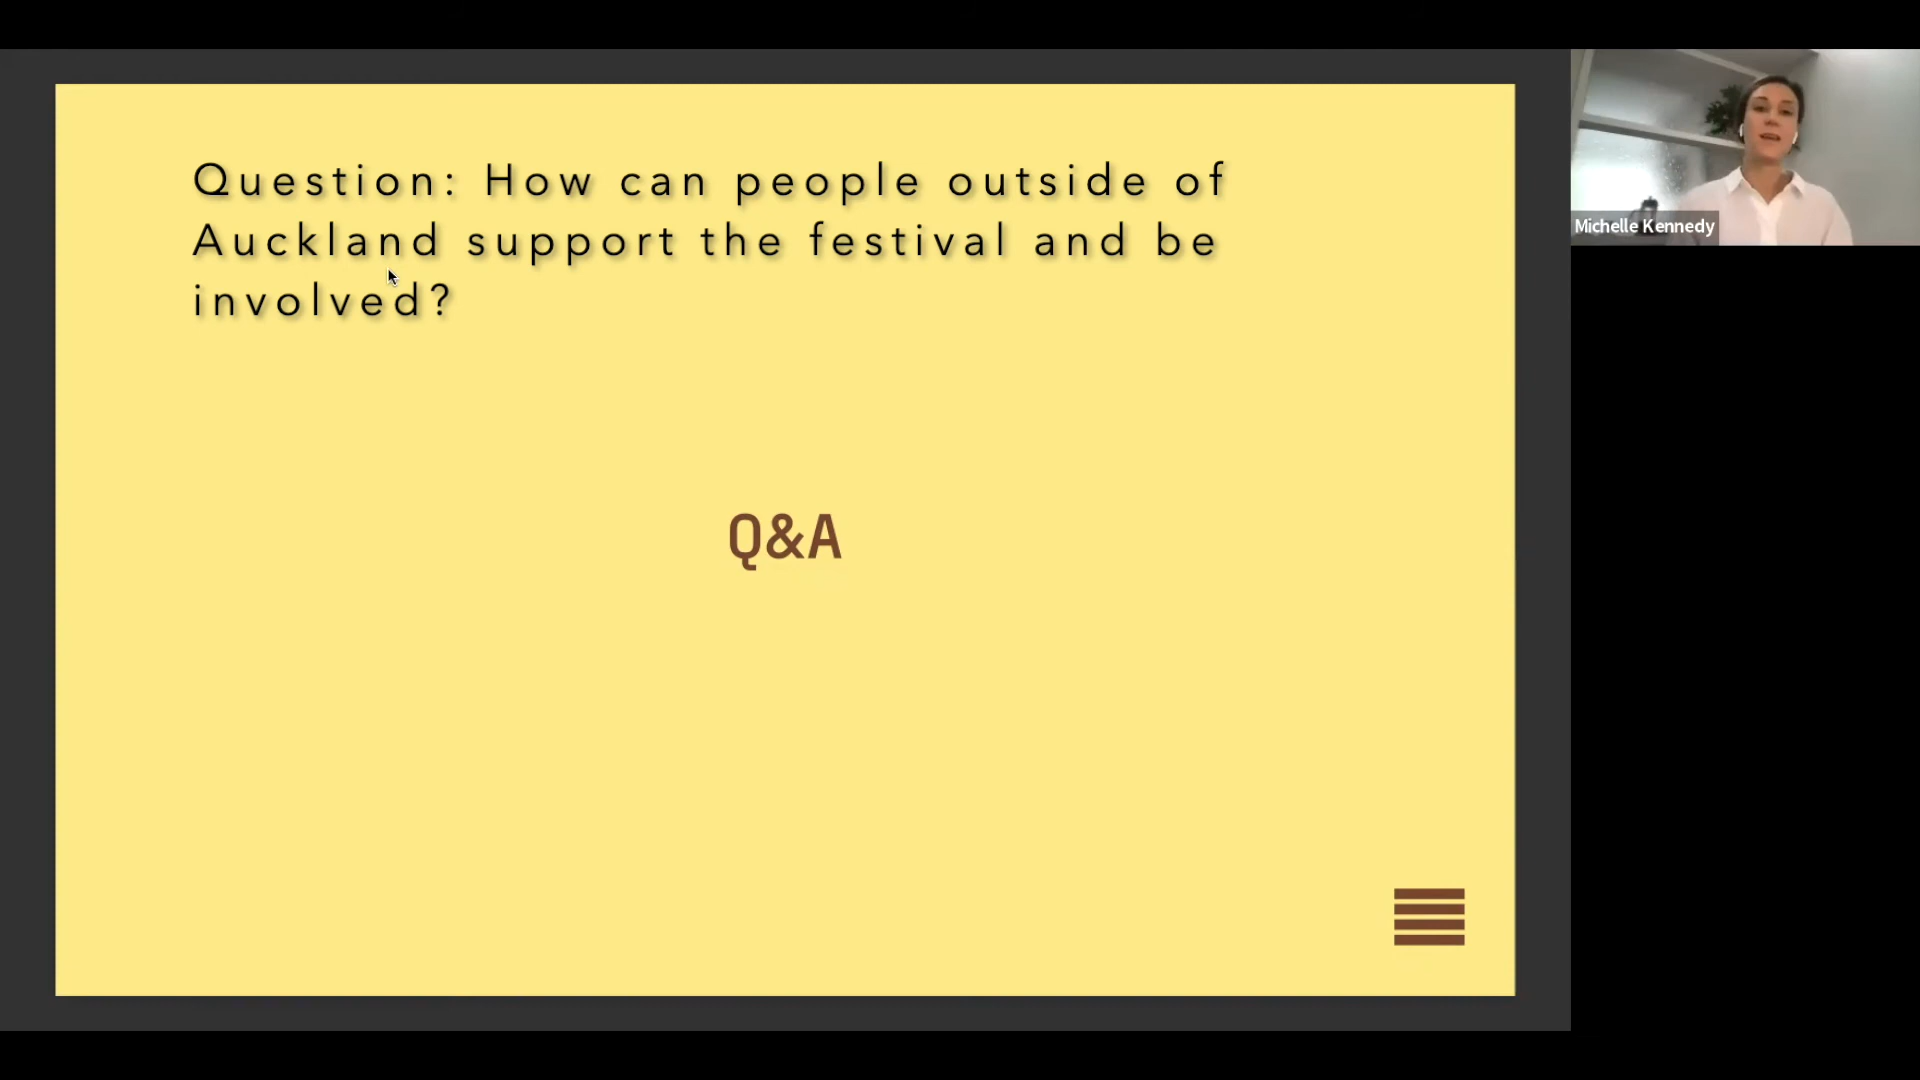 Question: How can people outside of
Auckland support the festival and be
involved?
Q&A
Michelle Kennedy